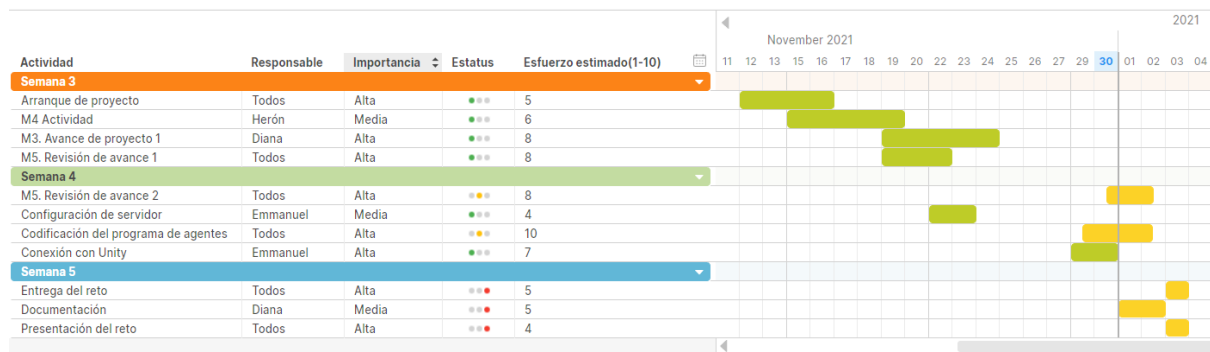 2021
November 2021
Actividad Responsable Importancia Estatus Esfuerzo estimado(1-10) 11 12 13 15 16 17 18 19 20 22 23 24 25 26 27 29 30 01 02 03 04
Semana 3
Arranque de proyecto Todos Alta 5
M4 Actividad Herón Media 6
M3. Avance de proyecto 1 Diana Alta 8
M5. Revisión de avance 1 Todos Alta 8
Semana 4
M5. Revisión de avance 2 Todos Alta 8
Configuración de servidor Emmanuel Media 4
Codificación del programa de agentes Todos Alta 10
Conexión con Unity Emmanuel Alta 7
Semana 5
Entrega del reto Todos Alta 5
Documentación Diana Media 5
Presentación del reto Todos Alta 4